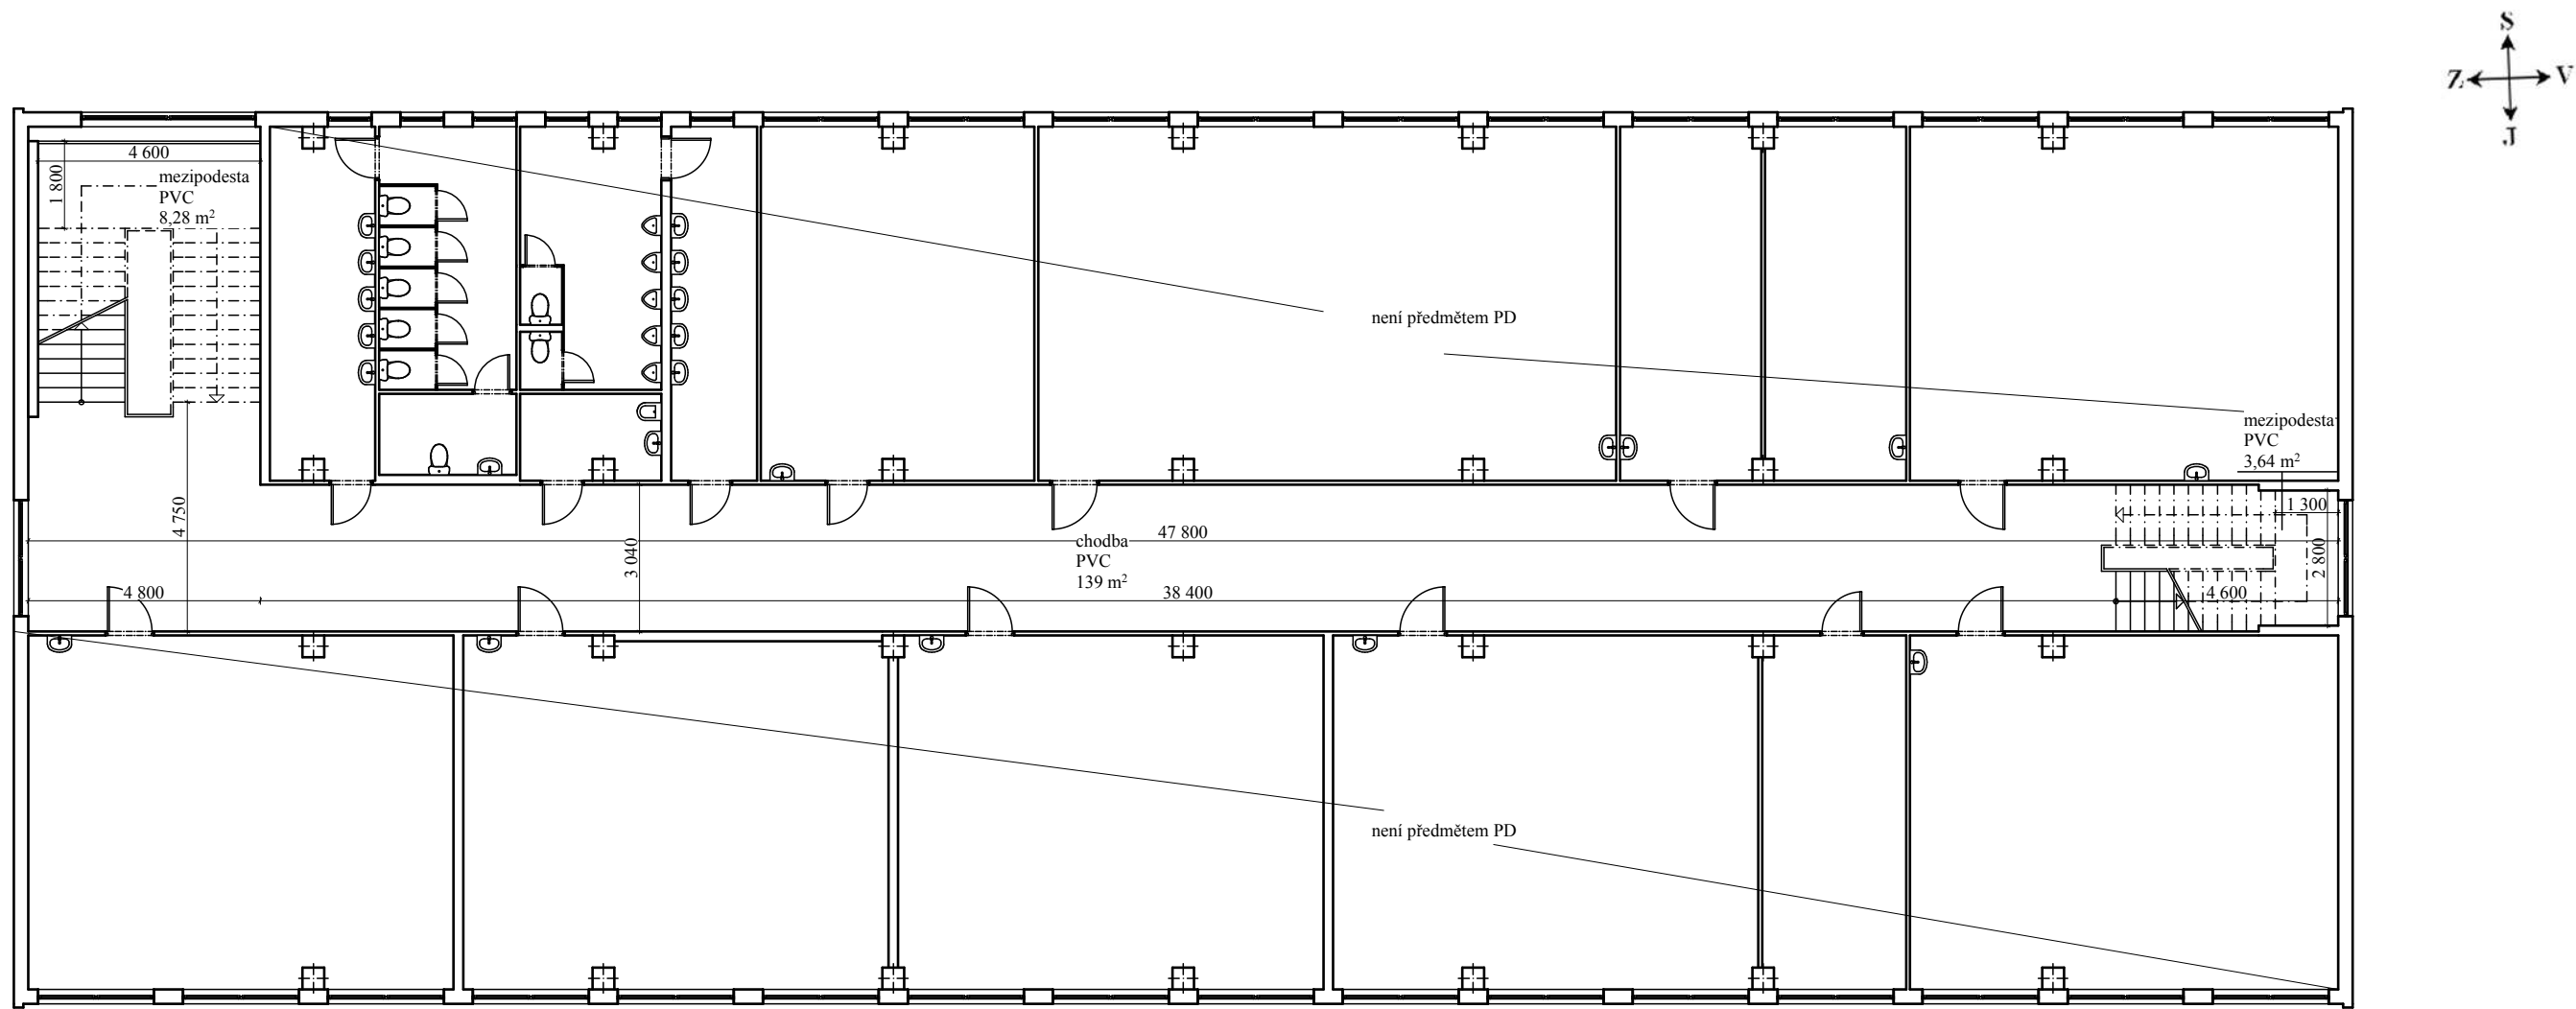 S
Z V
J
4 600
1 800
mezipodesta
PVC
8,28 m²
není předmětem PD
mezipodesta
PVC
3,64 m²
4 750
3 040
47 800
chodba
PVC
139 m²
1 300
2 800
4 800
38 400
4 600
není předmětem PD